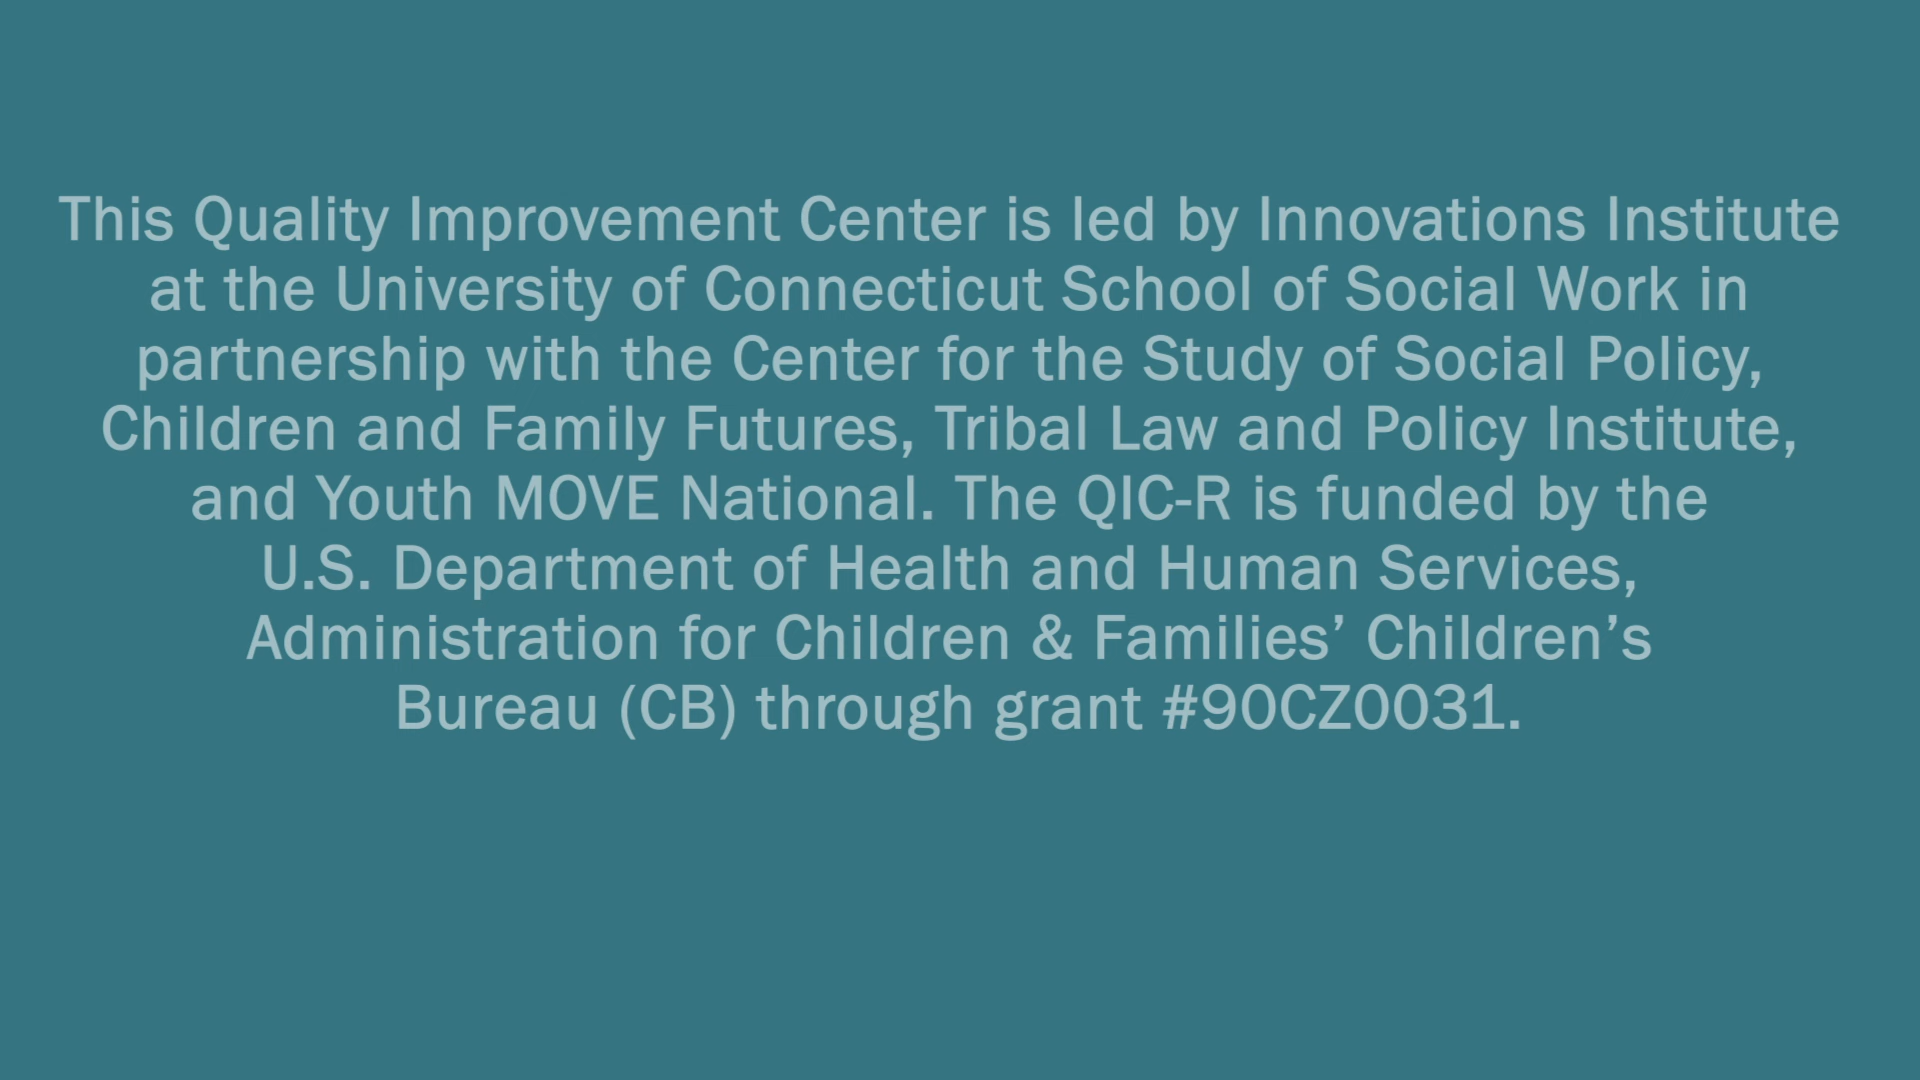 This Quality Improvement Center is led by Innovations Institute
at the University of Connecticut School of Social Work in
partnership with the Center for the Study of Social Policy,
Children and Family Futures, Tribal Law and Policy Institute,
and Youth MOVE National. The QIC-R is funded by the
U.S. Department of Health and Human Services,
Administration for Children & Families’ Children’s
Bureau (CB) through grant #90CZ0031.